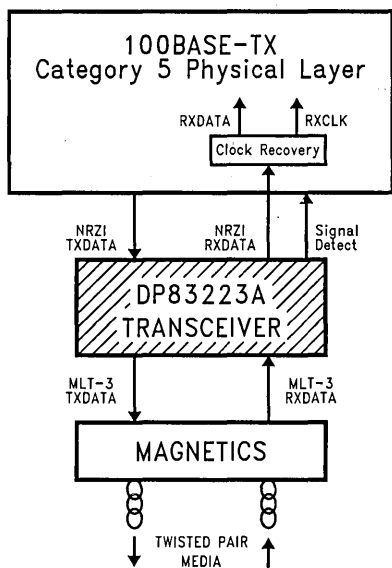 100BASE-TX
Category 5 Physical Layer
RXDATA RXCLK
Clock Recovery
NRZI TXDATA
NRZI RXDATA
Signal Detect
DP83223A
TRANSCEIVER
MLT-3 TXDATA
MLT-3 RXDATA
MAGNETICS
TWISTED PAIR
MEDIA